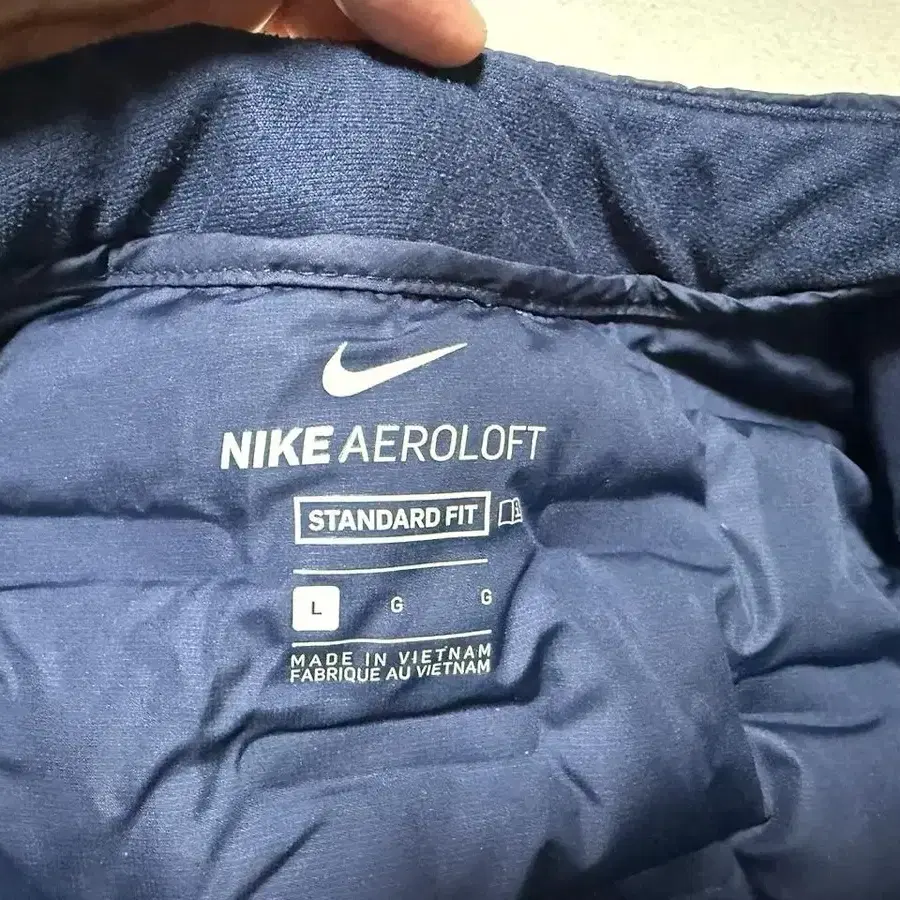 NIKE AEROLOFT
STANDARD FIT
L G G
MADE IN VIETNAM
FABRIQUE AU VIETNAM